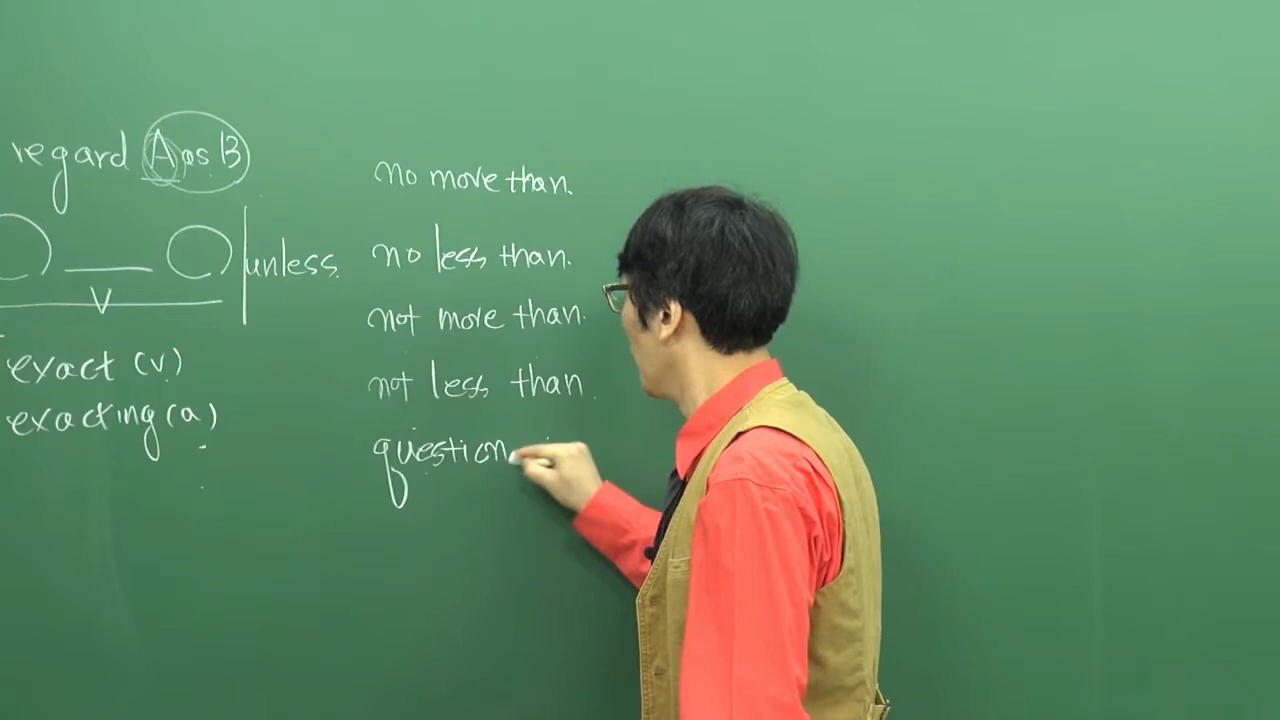 regard A as B
unless
V
exact (v)
exacting (a)
no more than.
no less than.
not more than.
not less than.
question